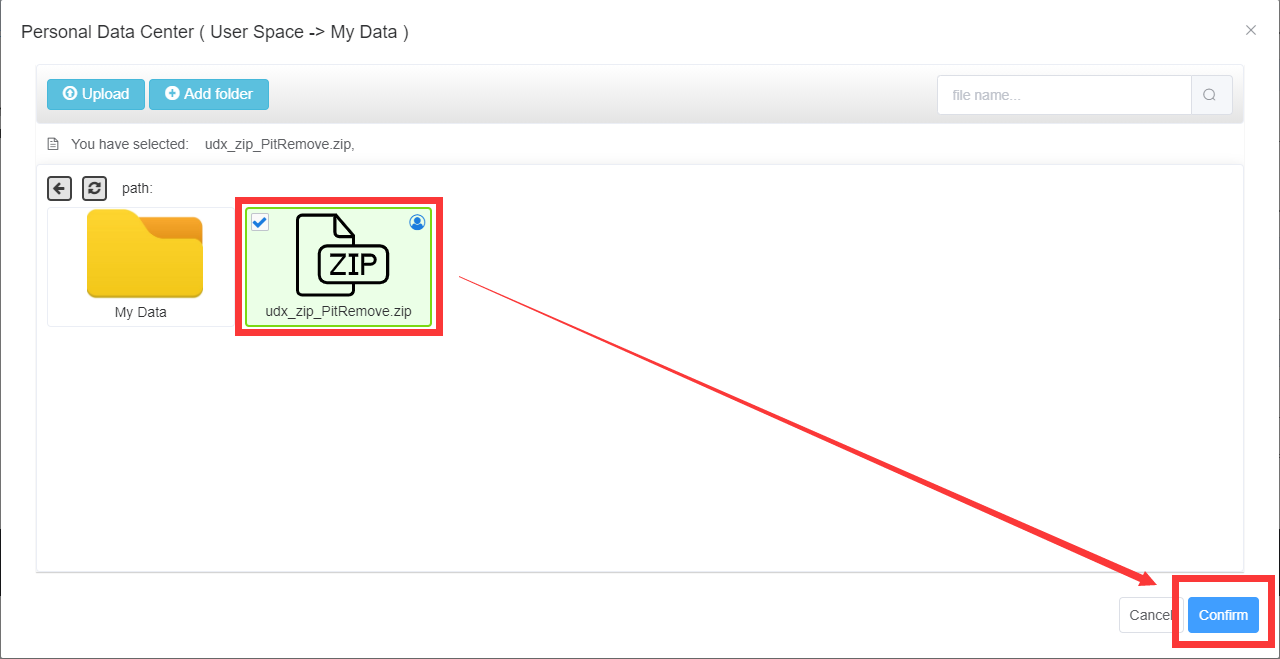 Personal Data Center ( User Space -> My Data )
Upload
Add folder
file name...
You have selected: udx_zip_PitRemove.zip,
path:
ZIP
My Data
udx_zip_PitRemove.zip
Cancel
Confirm